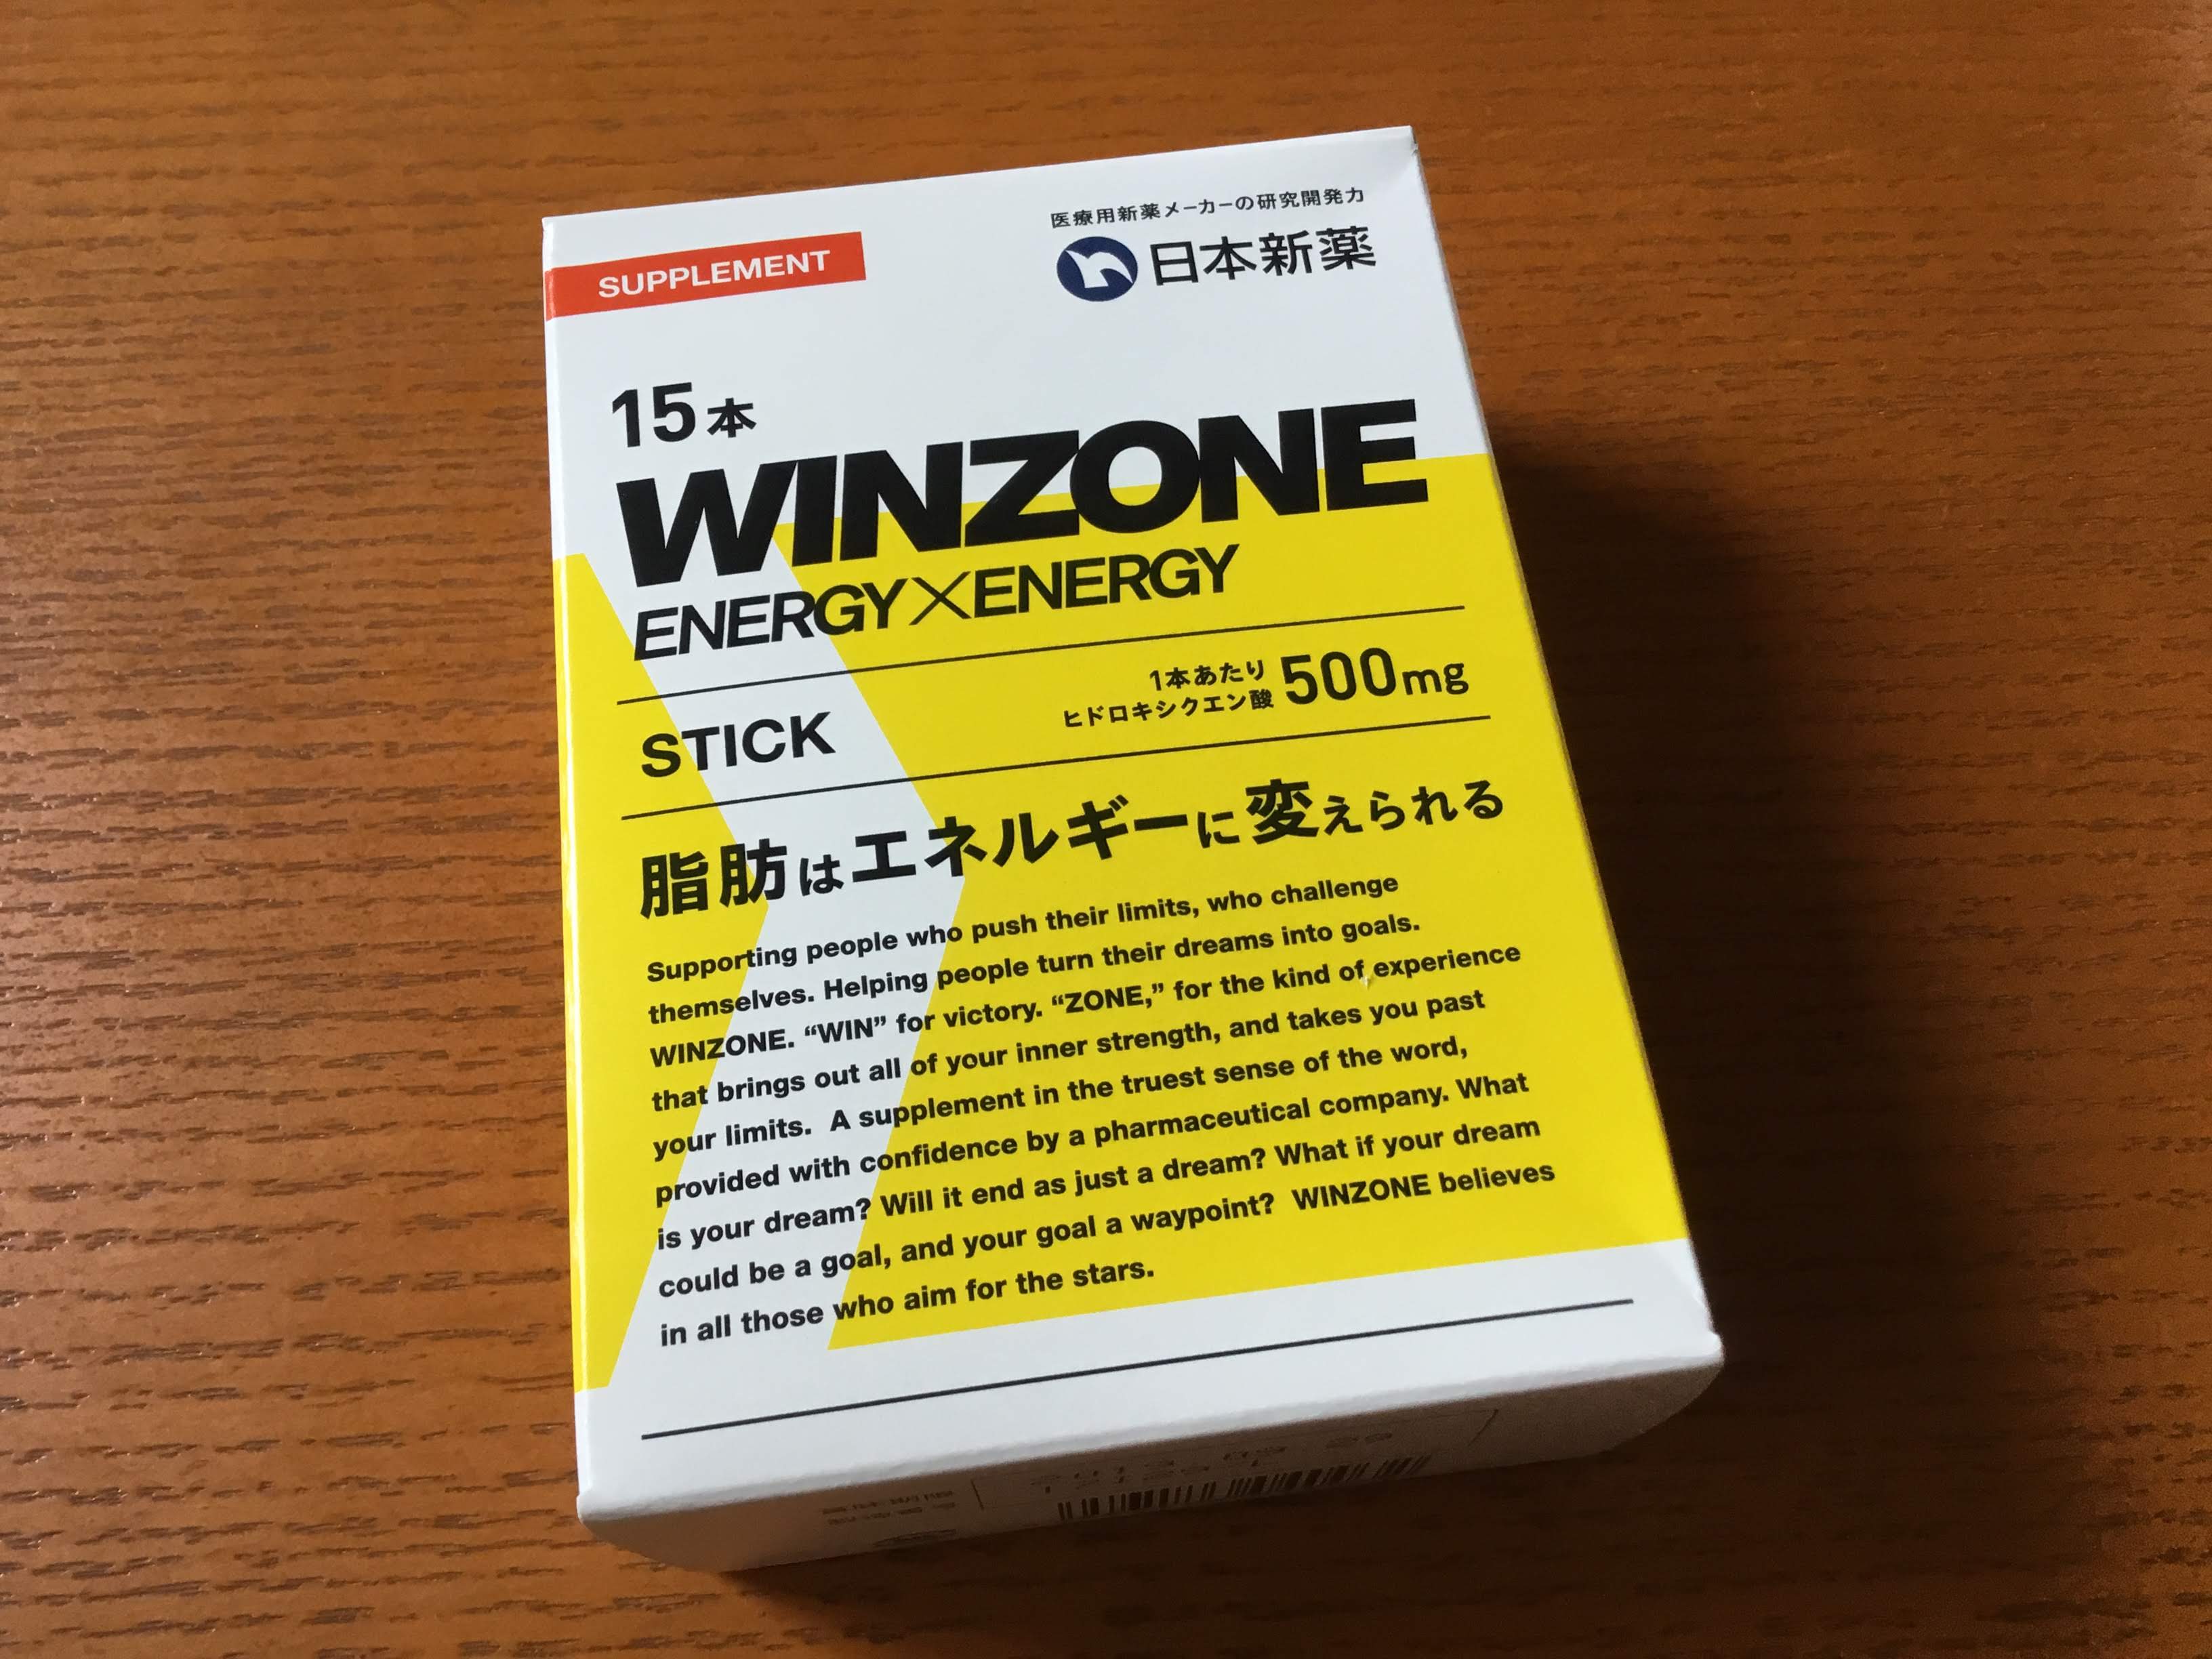 SUPPLEMENT
医療用新薬メーカーの研究開発力
日本新薬
15本
WINZONE
ENERGY×ENERGY
STICK
1本あたり
ヒドロキシクエン酸 500mg
脂肪はエネルギーに変えられる
Supporting people who push their limits, who challenge
themselves. Helping people turn their dreams into goals.
WINZONE. “WIN” for victory. “ZONE,” for the kind of experience
that brings out all of your inner strength, and takes you past
your limits. A supplement in the truest sense of the word,
provided with confidence by a pharmaceutical company. What
is your dream? Will it end as just a dream? What if your dream
could be a goal, and your goal a waypoint? WINZONE believes
in all those who aim for the stars.